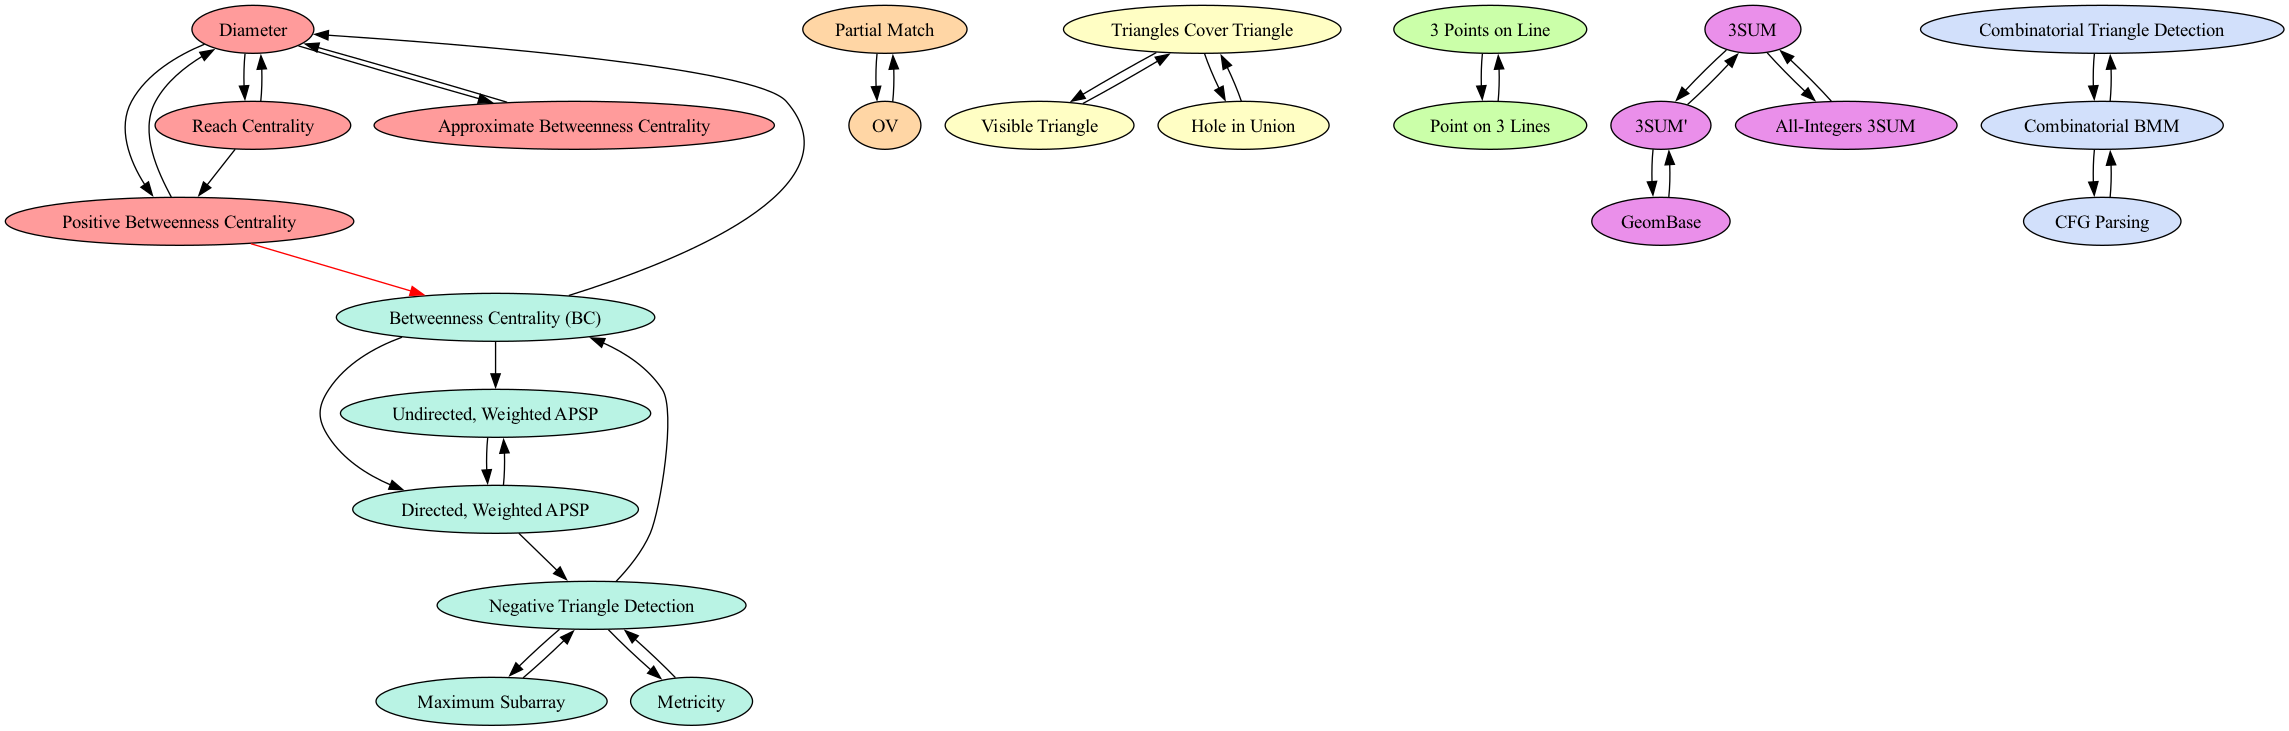 Diameter
Partial Match
Triangles Cover Triangle
3 Points on Line
3SUM
Combinatorial Triangle Detection
Reach Centrality
Approximate Betweenness Centrality
OV
Visible Triangle
Hole in Union
Point on 3 Lines
3SUM'
All-Integers 3SUM
Combinatorial BMM
Positive Betweenness Centrality
GeomBase
CFG Parsing
Betweenness Centrality (BC)
Undirected, Weighted APSP
Directed, Weighted APSP
Negative Triangle Detection
Maximum Subarray
Metricity